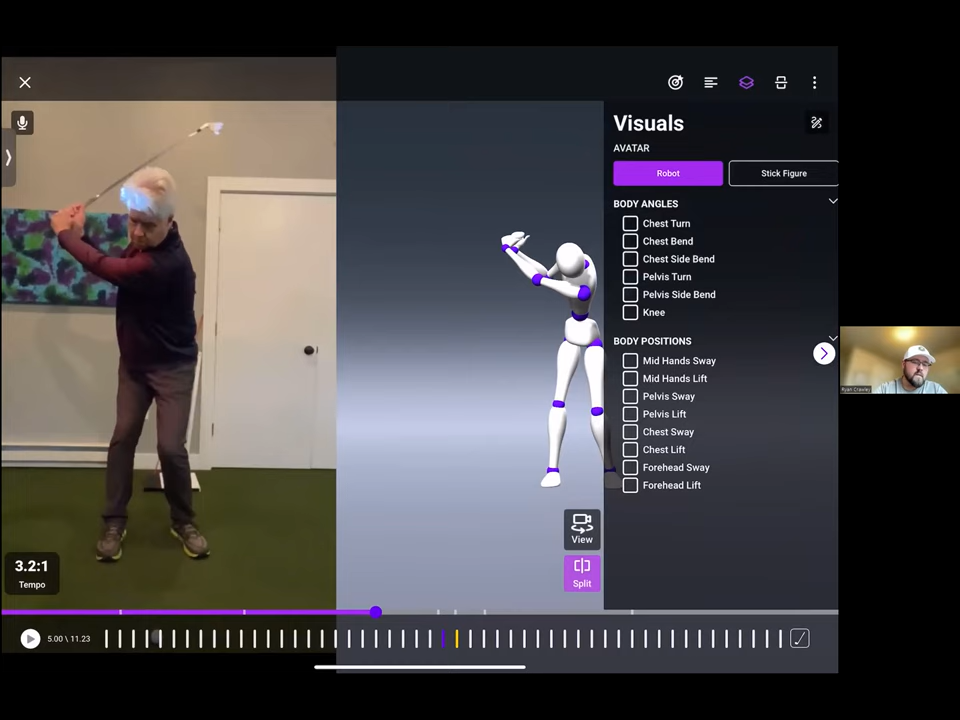 Visuals
AVATAR
Robot
Stick Figure
BODY ANGLES
Chest Turn
Chest Bend
Chest Side Bend
Pelvis Turn
Pelvis Side Bend
Knee
BODY POSITIONS
Mid Hands Sway
Mid Hands Lift
Pelvis Sway
Pelvis Lift
Chest Sway
Chest Lift
Forehead Sway
Forehead Lift
View
Split
3.2:1
Tempo
5.00 \ 11.23
Ryan Crawley